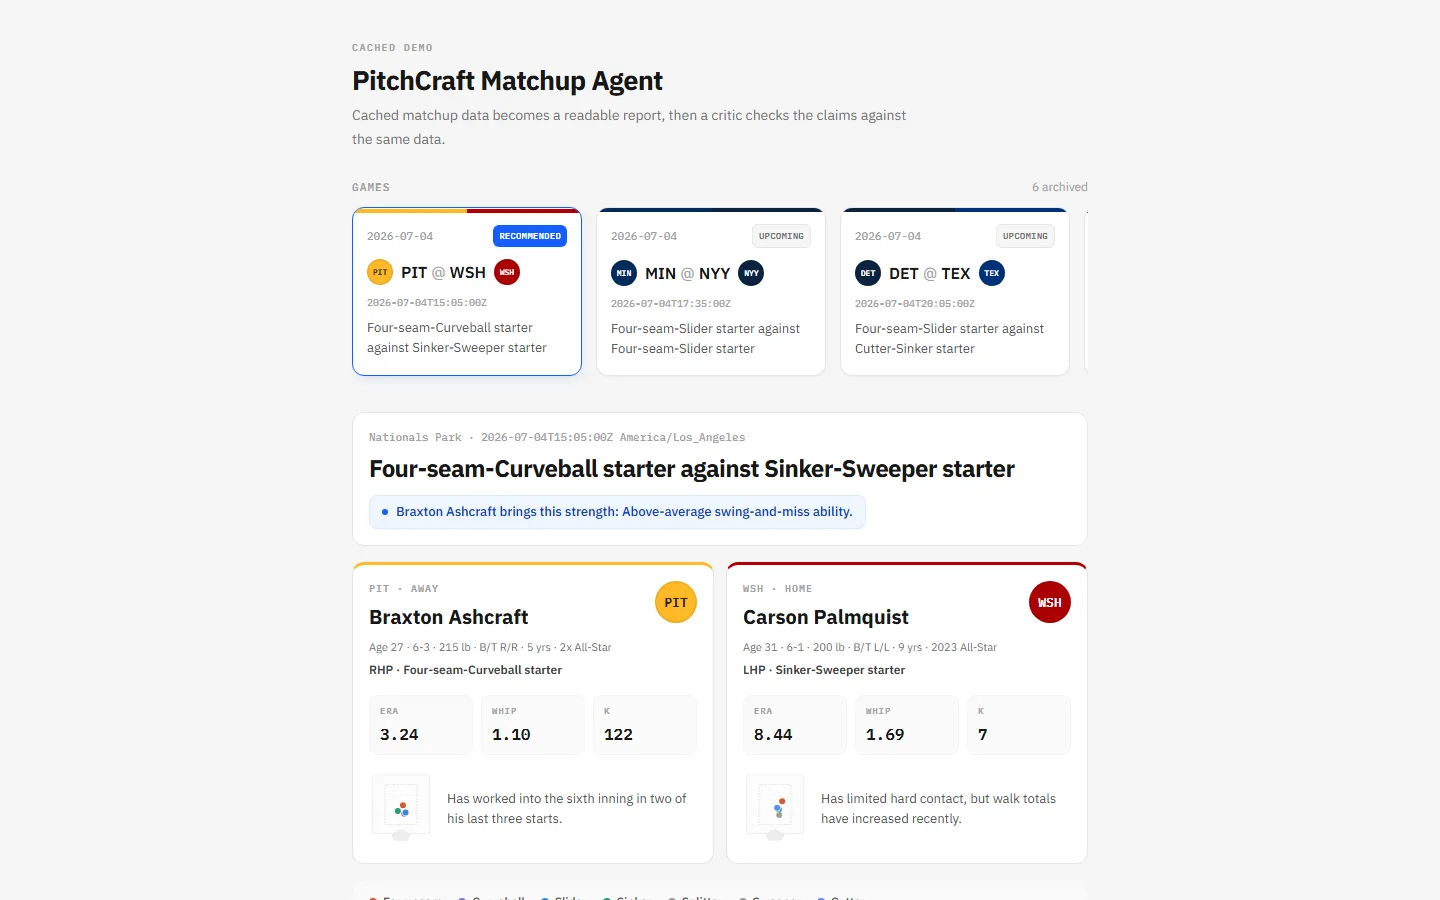 CACHED DEMO
PitchCraft Matchup Agent
Cached matchup data becomes a readable report, then a critic checks the claims against
the same data.
GAMES
6 archived
2026-07-04
RECOMMENDED
PIT
PIT @ WSH
WSH
2026-07-04T15:05:00Z
Four-seam-Curveball starter
against Sinker-Sweeper starter
2026-07-04
UPCOMING
MIN
MIN @ NYY
NYY
2026-07-04T17:35:00Z
Four-seam-Slider starter against
Four-seam-Slider starter
2026-07-04
UPCOMING
DET
DET @ TEX
TEX
2026-07-04T20:05:00Z
Four-seam-Slider starter against
Cutter-Sinker starter
Nationals Park · 2026-07-04T15:05:00Z America/Los_Angeles
Four-seam-Curveball starter against Sinker-Sweeper starter
Braxton Ashcraft brings this strength: Above-average swing-and-miss ability.
PIT · AWAY
PIT
Braxton Ashcraft
Age 27 · 6-3 · 215 lb · B/T R/R · 5 yrs · 2x All-Star
RHP · Four-seam-Curveball starter
ERA
3.24
WHIP
1.10
K
122
Has worked into the sixth inning in two of
his last three starts.
WSH · HOME
WSH
Carson Palmquist
Age 31 · 6-1 · 200 lb · B/T L/L · 9 yrs · 2023 All-Star
LHP · Sinker-Sweeper starter
ERA
8.44
WHIP
1.69
K
7
Has limited hard contact, but walk totals
have increased recently.